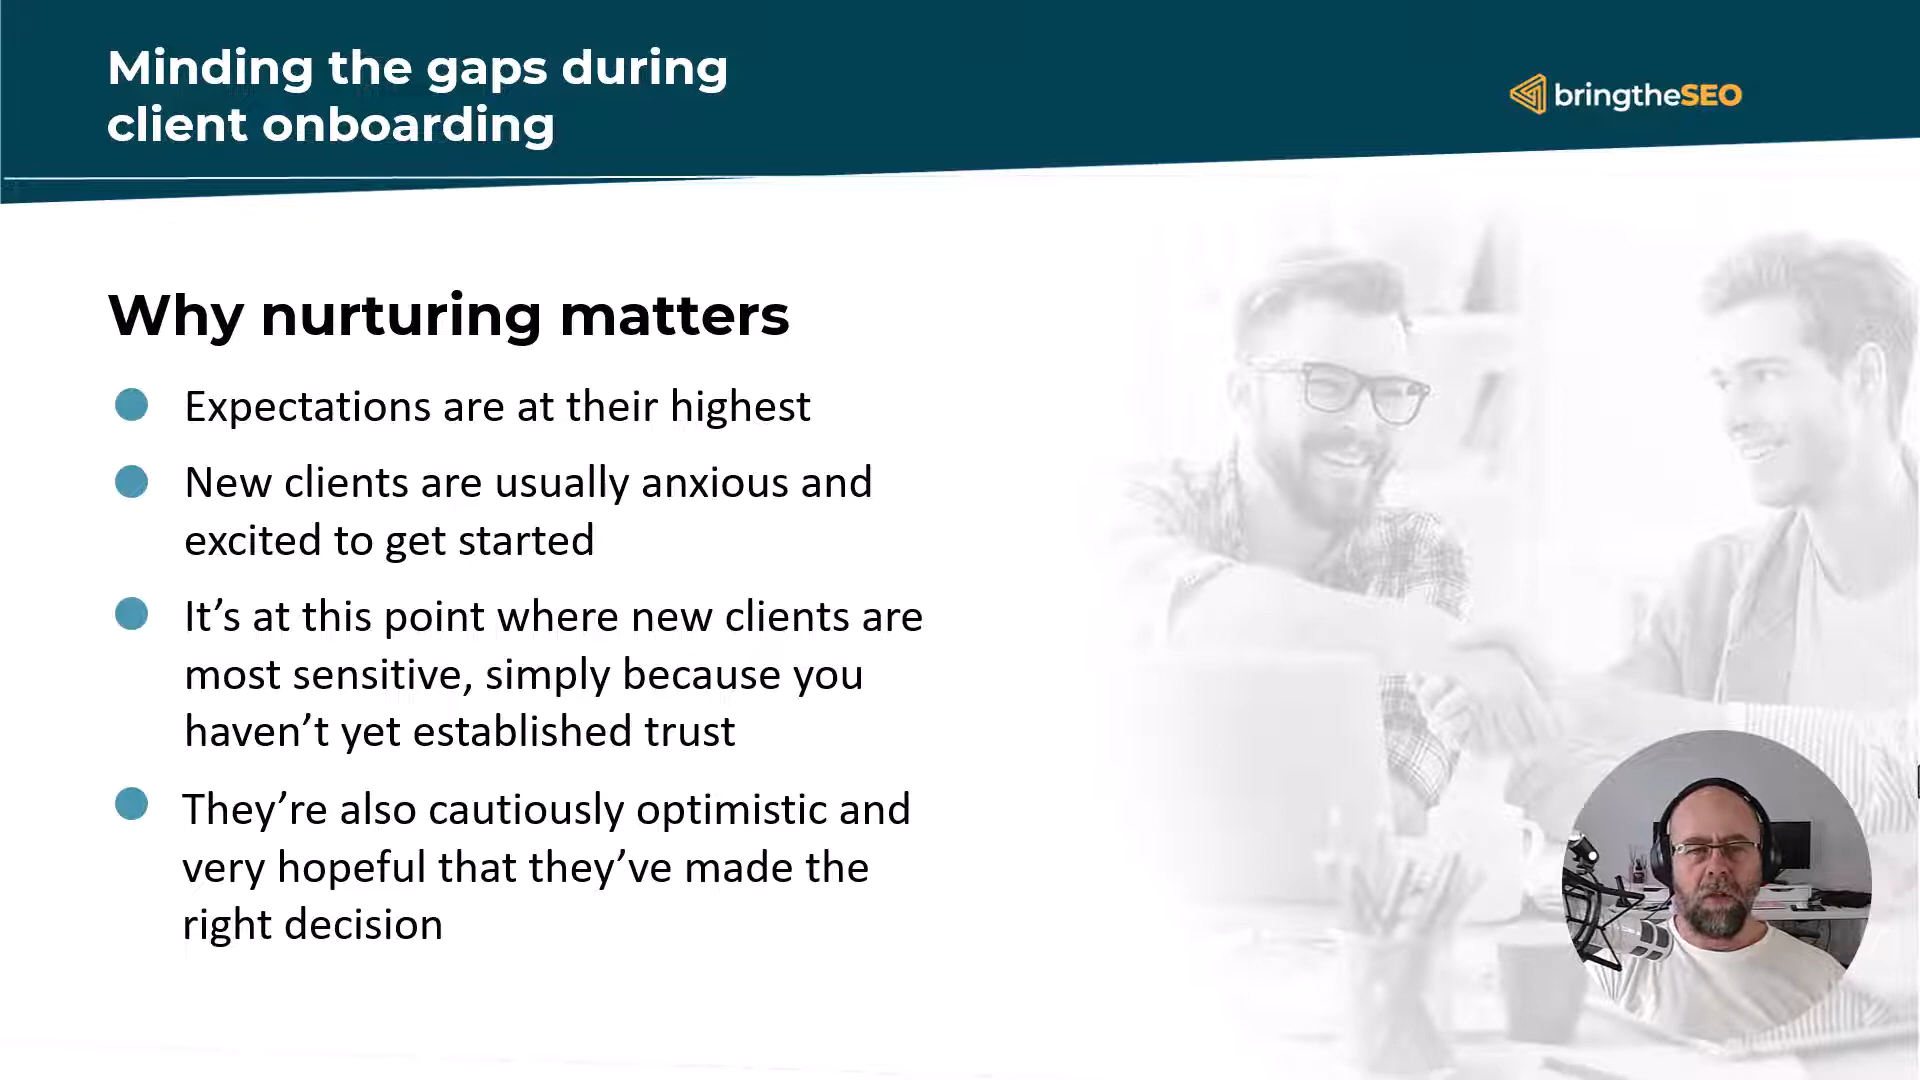 Minding the gaps during
client onboarding
bringtheSEO
Why nurturing matters
Expectations are at their highest
New clients are usually anxious and
excited to get started
It’s at this point where new clients are
most sensitive, simply because you
haven’t yet established trust
They’re also cautiously optimistic and
very hopeful that they’ve made the
right decision